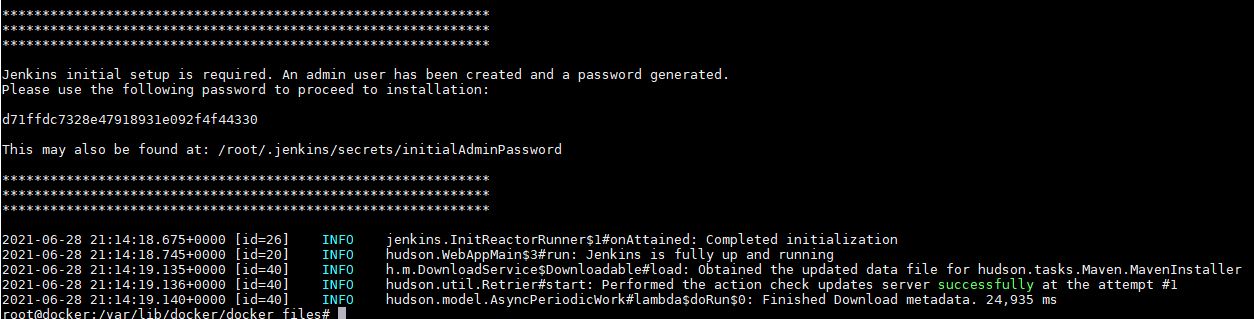 *************************************************************
*************************************************************
*************************************************************
Jenkins initial setup is required. An admin user has been created and a password generated.
Please use the following password to proceed to installation:
d71ffdc7328e47918931e092f4f44330
This may also be found at: /root/.jenkins/secrets/initialAdminPassword
*************************************************************
*************************************************************
*************************************************************
2021-06-28 21:14:18.675+0000 [id=26]    INFO    jenkins.InitReactorRunner$1#onAttained: Completed initialization
2021-06-28 21:14:18.745+0000 [id=20]    INFO    hudson.WebAppMain$3#run: Jenkins is fully up and running
2021-06-28 21:14:19.135+0000 [id=40]    INFO    h.m.DownloadService$Downloadable#load: Obtained the updated data file for hudson.tasks.Maven.MavenInstaller
2021-06-28 21:14:19.136+0000 [id=40]    INFO    hudson.util.Retrier#start: Performed the action check updates server successfully at the attempt #1
2021-06-28 21:14:19.140+0000 [id=40]    INFO    hudson.model.AsyncPeriodicWork#lambda$doRun$0: Finished Download metadata. 24,935 ms
root@docker:/var/lib/docker/docker_files#